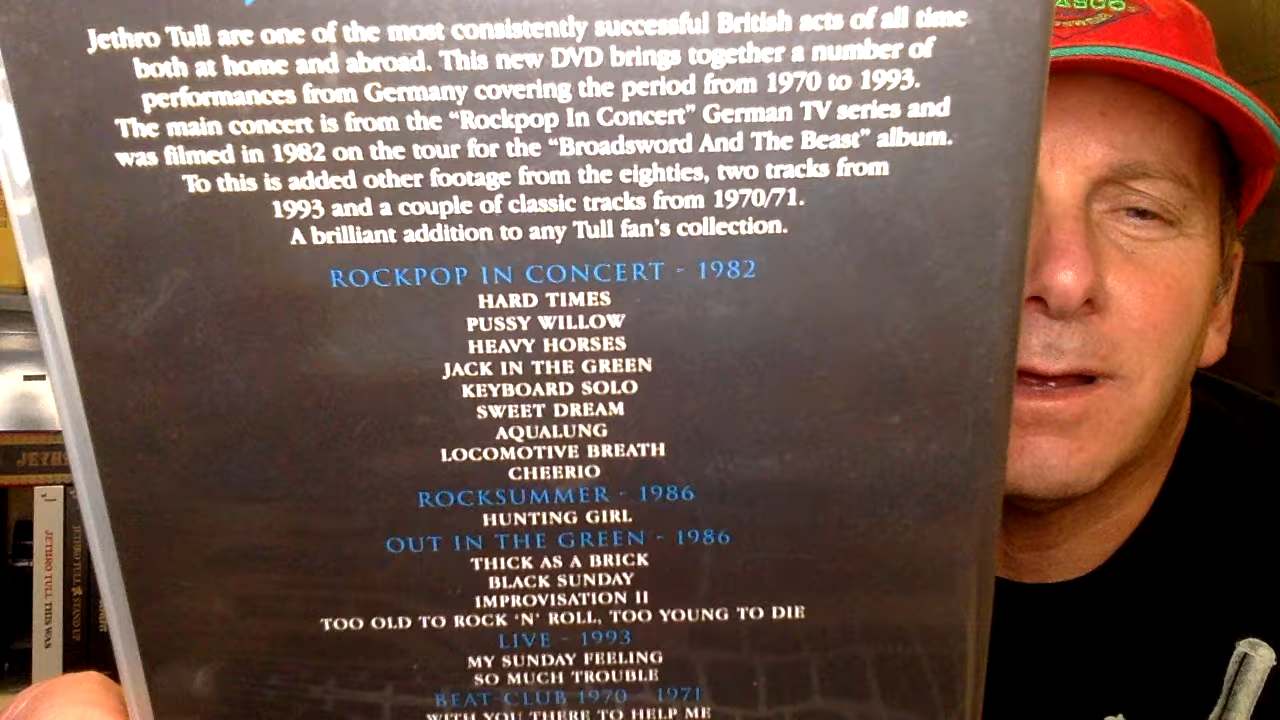 Jethro Tull are one of the most consistently successful British acts of all time
both at home and abroad. This new DVD brings together a number of
performances from Germany covering the period from 1970 to 1993.
The main concert is from the “Rockpop In Concert” German TV series and
was filmed in 1982 on the tour for the “Broadsword And The Beast” album.
To this is added other footage from the eighties, two tracks from
1993 and a couple of classic tracks from 1970/71.
A brilliant addition to any Tull fan’s collection.
ROCKPOP IN CONCERT - 1982
HARD TIMES
PUSSY WILLOW
HEAVY HORSES
JACK IN THE GREEN
KEYBOARD SOLO
SWEET DREAM
AQUALUNG
LOCOMOTIVE BREATH
CHEERIO
ROCKSUMMER - 1986
HUNTING GIRL
OUT IN THE GREEN - 1986
THICK AS A BRICK
BLACK SUNDAY
IMPROVISATION II
TOO OLD TO ROCK ‘N’ ROLL, TOO YOUNG TO DIE
LIVE - 1993
MY SUNDAY FEELING
SO MUCH TROUBLE
BEAT CLUB 1970 - 1971
WITH YOU THERE TO HELP ME
JETHRO TULL THIS WAS
JETHRO TULL STAND UP